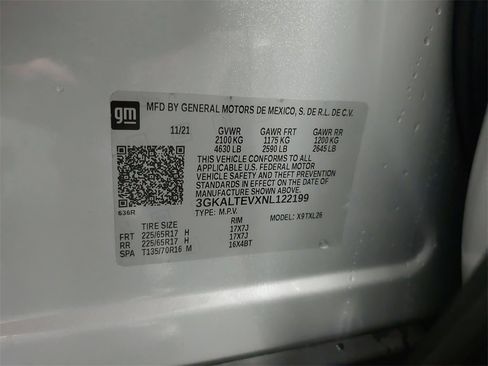 gm
MFD BY GENERAL MOTORS DE MEXICO, S. DE R.L. DE C.V.
11/21 GVWR GAWR FRT GAWR RR
2100 KG 1175 KG 1200 KG
4630 LB 2590 LB 2645 LB
THIS VEHICLE CONFORMS TO ALL
APPLICABLE U.S. FEDERAL MOTOR
VEHICLE SAFETY AND THEFT PREVENTION
STANDARDS IN EFFECT ON THE DATE OF
MANUFACTURE SHOWN ABOVE.
3GKALTEVXNL122199
636R
TYPE: M.P.V. MODEL: X9TXL26
TIRE SIZE RIM
FRT 225/65R17 H 17X7J
RR 225/65R17 H 17X7J
SPA T135/70R16 M 16X4BT